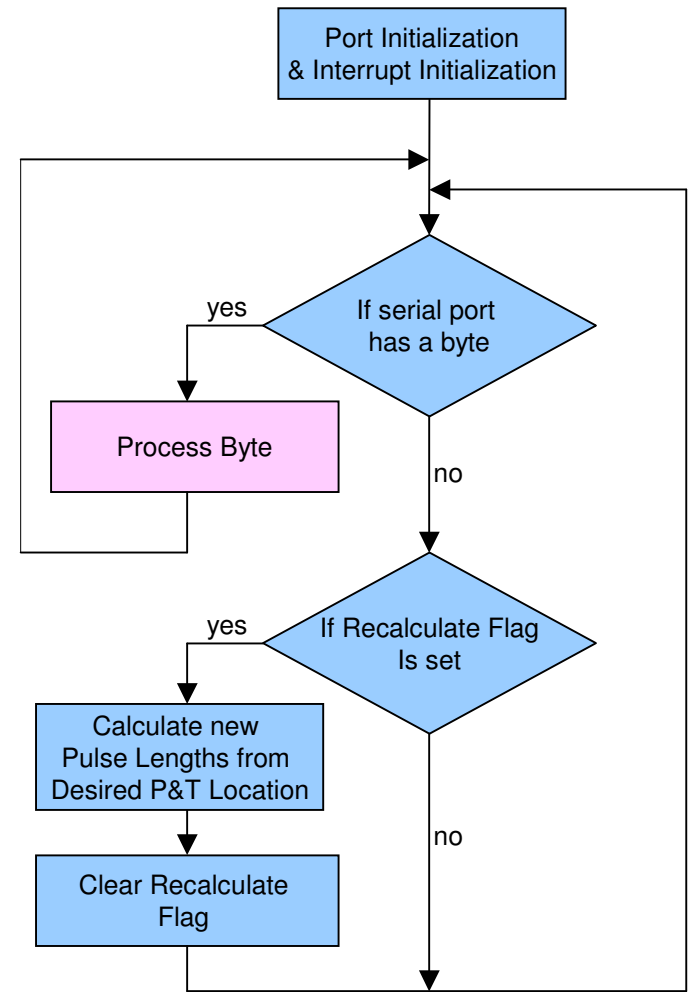 Port Initialization
& Interrupt Initialization
If serial port
has a byte
yes
Process Byte
no
If Recalculate Flag
Is set
yes
Calculate new
Pulse Lengths from
Desired P&T Location
no
Clear Recalculate
Flag